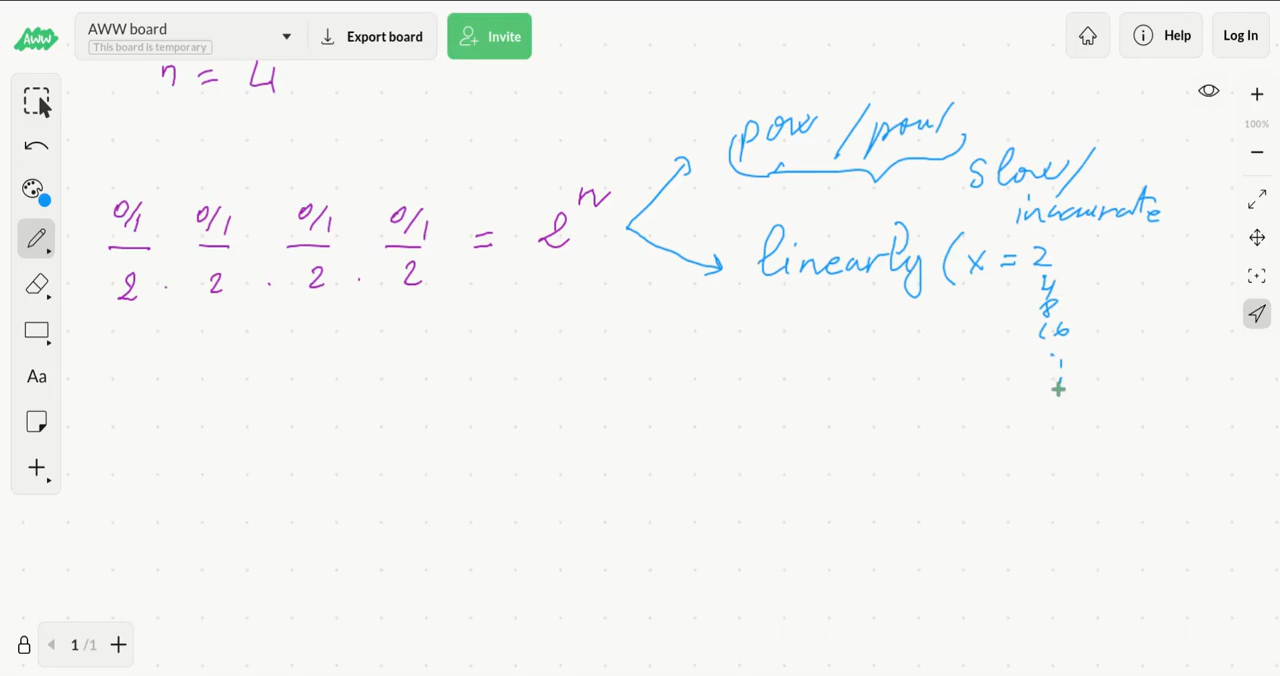 AWW
AWW board
This board is temporary
Export board
Invite
Help
Log In
100%
n = 4
pow / powl
slow/
inaccurate
0/1 0/1 0/1 0/1 = 2^n
2 · 2 · 2 · 2
linearly (x = 2
4
8
16
Aa
1 /1